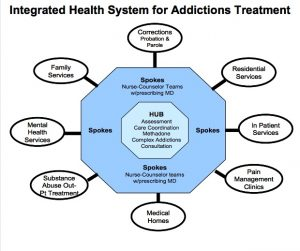 Integrated Health System for Addictions Treatment
Corrections
Probation &
Parole
Family
Services
Residential
Services
Spokes
Nurse-Counselor Teams
w/prescribing MD
HUB
Assessment
Care Coordination
Methadone
Complex Addictions
Consultation
Mental
Health
Services
Spokes
Spokes
In Patient
Services
Spokes
Nurse-Counselor teams
w/prescribing MD
Substance
Abuse Out-
Pt Treatment
Pain
Management
Clinics
Medical
Homes